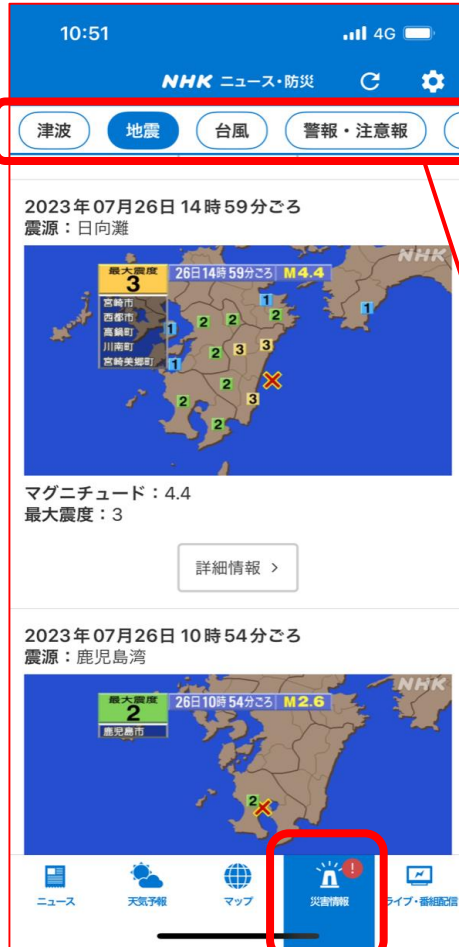 10:51
4G
NHK ニュース・防災
津波
地震
台風
警報・注意報
2023年07月26日 14時59分ごろ
震源：日向灘
NHK
最大震度
3
26日14時59分ごろ M4.4
宮崎市
西都市
高鍋町
川南町
宮崎美郷町
1
1
2
2
2
1
2
3
3
1
2
3
2
2
マグニチュード：4.4
最大震度：3
詳細情報 >
2023年07月26日 10時54分ごろ
震源：鹿児島湾
NHK
最大震度
2
26日10時54分ごろ M2.6
鹿児島市
2
!
ニュース
天気予報
マップ
災害情報
ライブ・番組配信